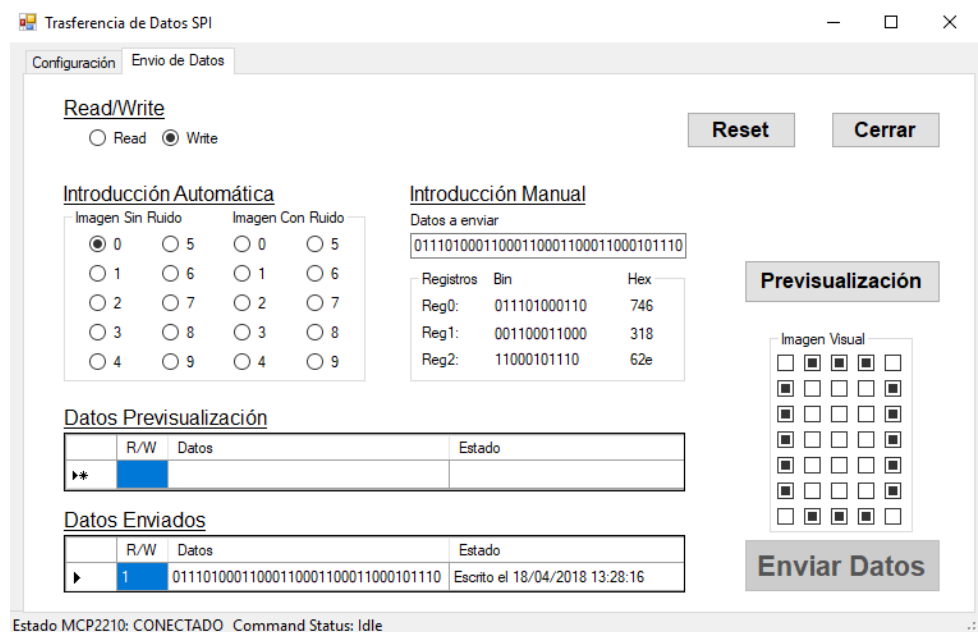 Trasferencia de Datos SPI
Configuración Envio de Datos
Read/Write
Read Write
Reset Cerrar
Introducción Automática
Imagen Sin Ruido Imagen Con Ruido
0 5 0 5
1 6 1 6
2 7 2 7
3 8 3 8
4 9 4 9
Introducción Manual
Datos a enviar
01110100011000110001100011000101110
Registros Bin Hex
Reg0: 011101000110 746
Reg1: 001100011000 318
Reg2: 11000101110 62e
Previsualización
Imagen Visual
Datos Previsualización
R/W Datos Estado
Datos Enviados
R/W Datos Estado
1 01110100011000110001100011000101110 Escrito el 18/04/2018 13:28:16
Enviar Datos
Estado MCP2210: CONECTADO Command Status: Idle